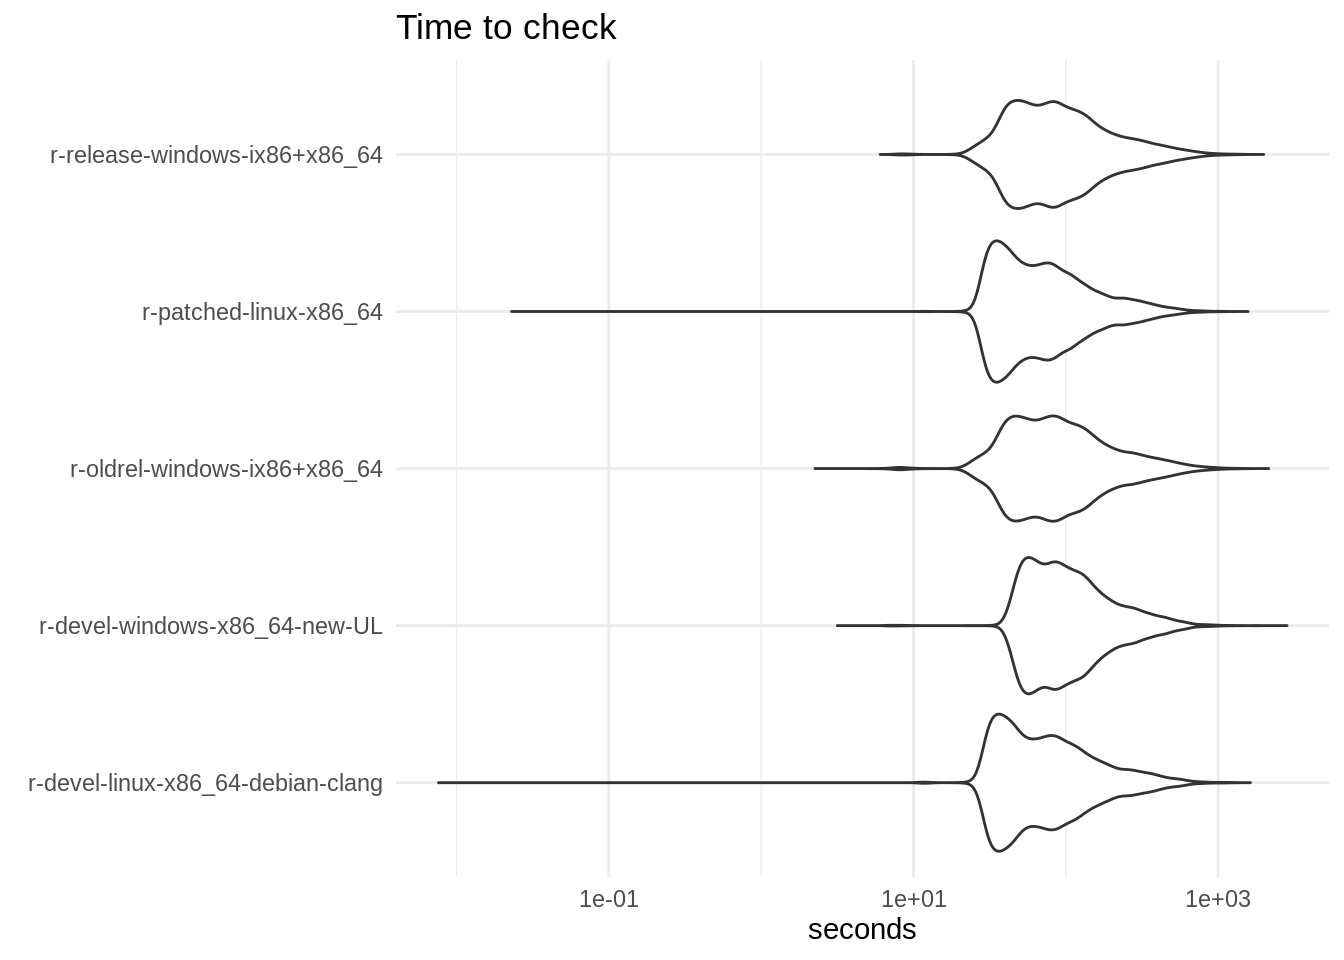 Time to check
r-release-windows-ix86+x86_64
r-patched-linux-x86_64
r-oldrel-windows-ix86+x86_64
r-devel-windows-x86_64-new-UL
r-devel-linux-x86_64-debian-clang
1e-01 1e+01 1e+03
seconds